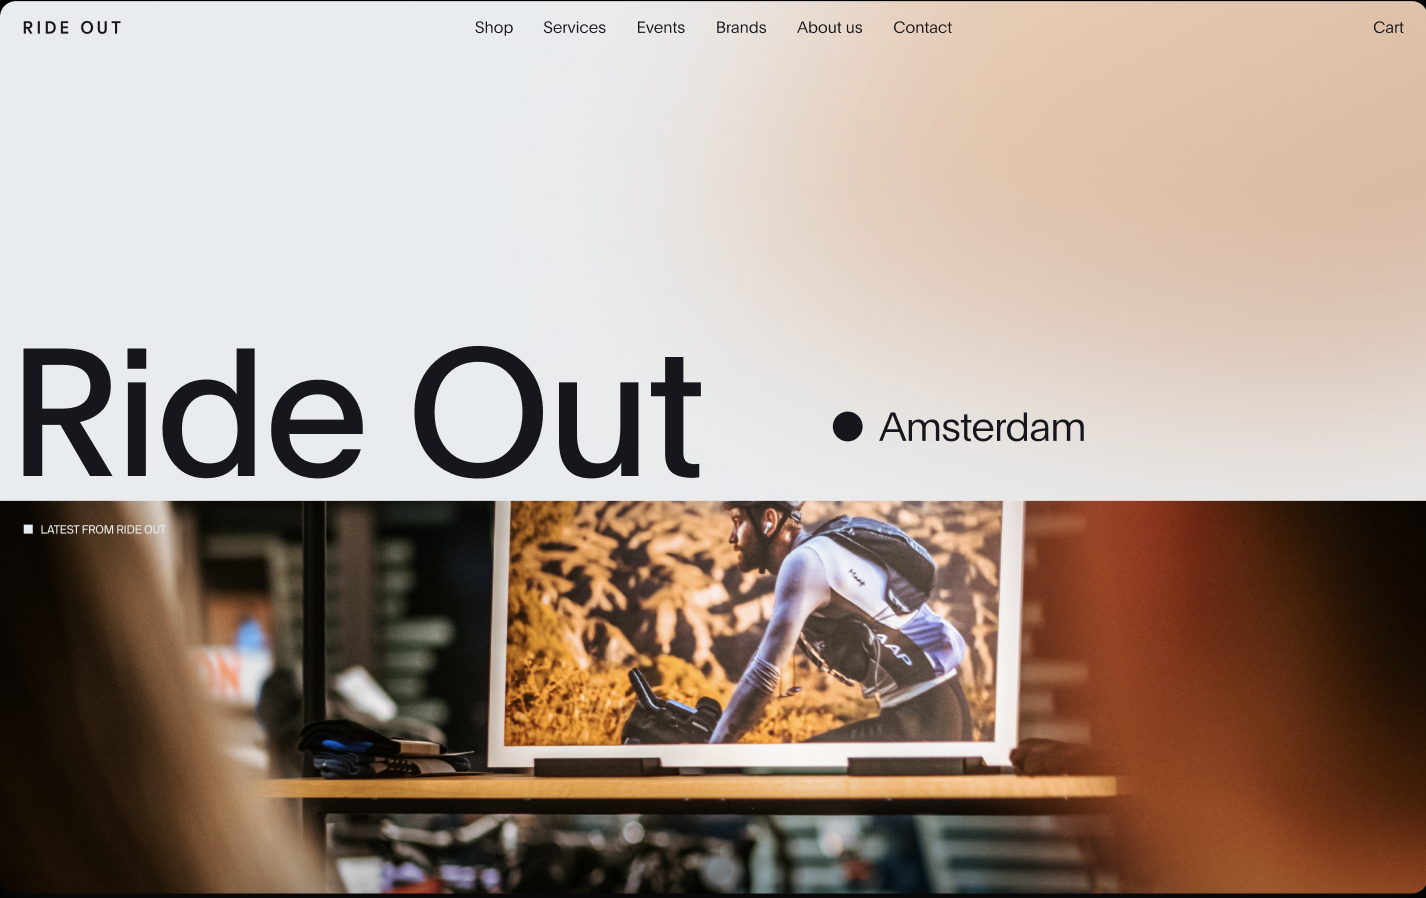 RIDE OUT
Shop Services Events Brands About us Contact
Cart
Ride Out
Amsterdam
LATEST FROM RIDE OUT